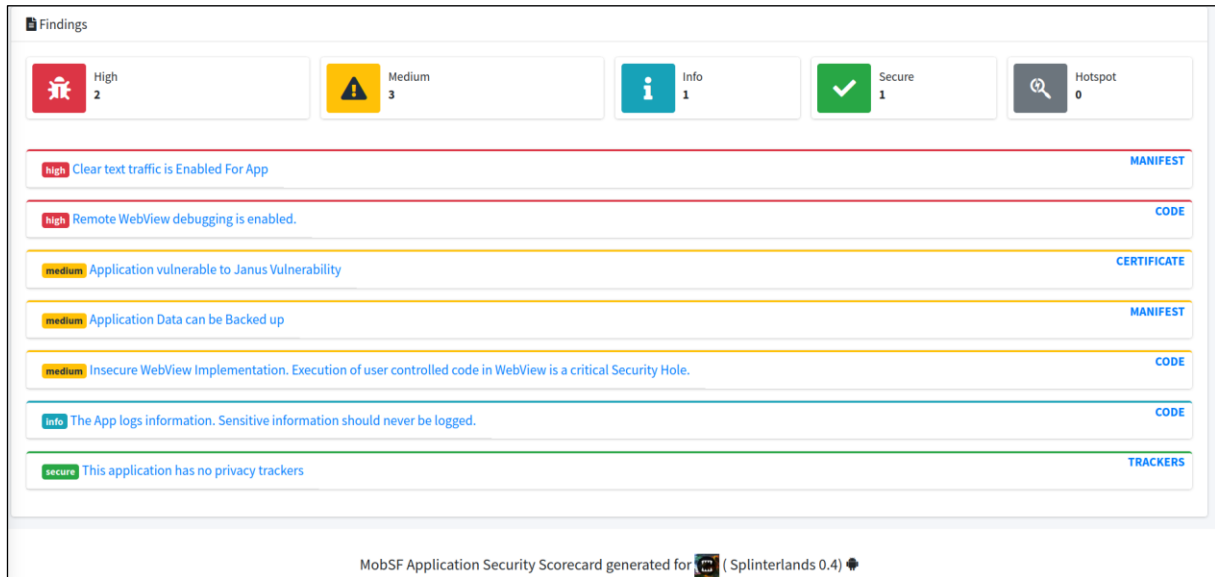 Findings
High
2
Medium
3
Info
1
Secure
1
Hotspot
0
high Clear text traffic is Enabled For App MANIFEST
high Remote WebView debugging is enabled. CODE
medium Application vulnerable to Janus Vulnerability CERTIFICATE
medium Application Data can be Backed up MANIFEST
medium Insecure WebView Implementation. Execution of user controlled code in WebView is a critical Security Hole. CODE
info The App logs information. Sensitive information should never be logged. CODE
secure This application has no privacy trackers TRACKERS
MobSF Application Security Scorecard generated for ( Splinterlands 0.4)